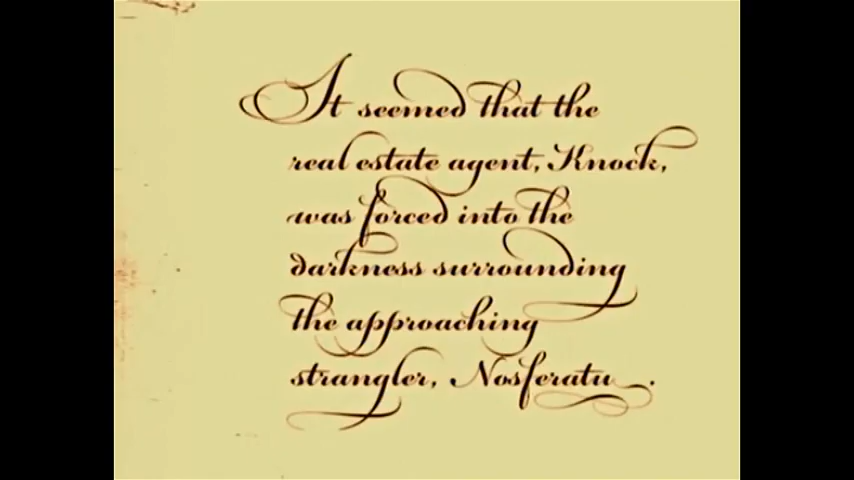 It seemed that the
real estate agent, Knock,
was forced into the
darkness surrounding
the approaching
strangler, Nosferatu.